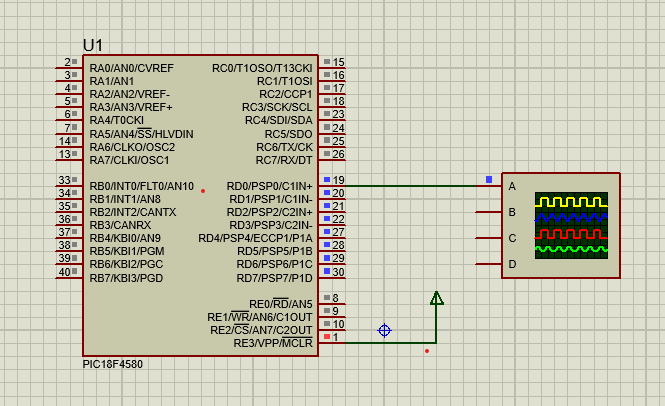 U1
2 RA0/AN0/CVREF RC0/T1OSO/T13CKI 15
3 RA1/AN1 RC1/T1OSI 16
4 RA2/AN2/VREF- RC2/CCP1 17
5 RA3/AN3/VREF+ RC3/SCK/SCL 18
6 RA4/T0CKI RC4/SDI/SDA 23
7 RA5/AN4/SS/HLVDIN RC5/SDO 24
14 RA6/CLKO/OSC2 RC6/TX/CK 25
13 RA7/CLKI/OSC1 RC7/RX/DT 26
33 RB0/INT0/FLT0/AN10 RD0/PSP0/C1IN+ 19 A
34 RB1/INT1/AN8 RD1/PSP1/C1IN- 20
35 RB2/INT2/CANTX RD2/PSP2/C2IN+ 21 B
36 RB3/CANRX RD3/PSP3/C2IN- 22
37 RB4/KBI0/AN9 RD4/PSP4/ECCP1/P1A 27 C
38 RB5/KBI1/PGM RD5/PSP5/P1B 28
39 RB6/KBI2/PGC RD6/PSP6/P1C 29 D
40 RB7/KBI3/PGD RD7/PSP7/P1D 30
RE0/RD/AN5 8
RE1/WR/AN6/C1OUT 9
RE2/CS/AN7/C2OUT 10
RE3/VPP/MCLR 1
PIC18F4580